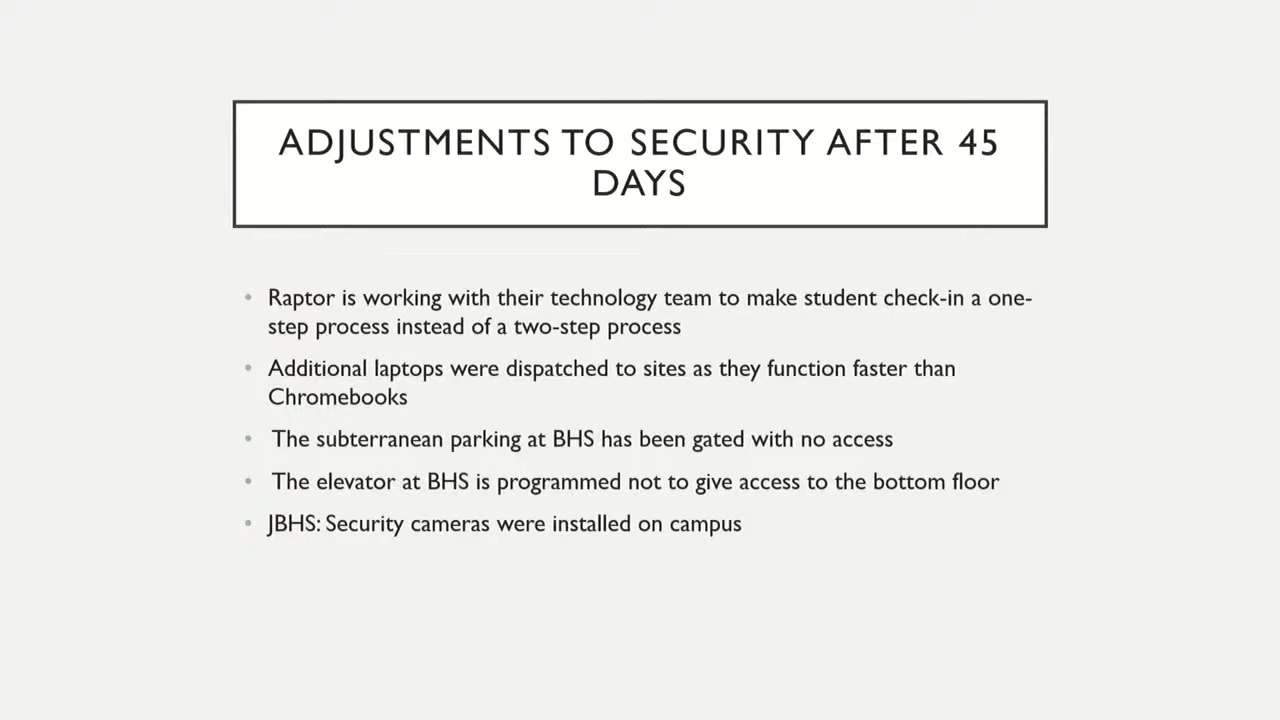 ADJUSTMENTS TO SECURITY AFTER 45
DAYS
• Raptor is working with their technology team to make student check-in a one-
step process instead of a two-step process
• Additional laptops were dispatched to sites as they function faster than
Chromebooks
• The subterranean parking at BHS has been gated with no access
• The elevator at BHS is programmed not to give access to the bottom floor
• JBHS: Security cameras were installed on campus